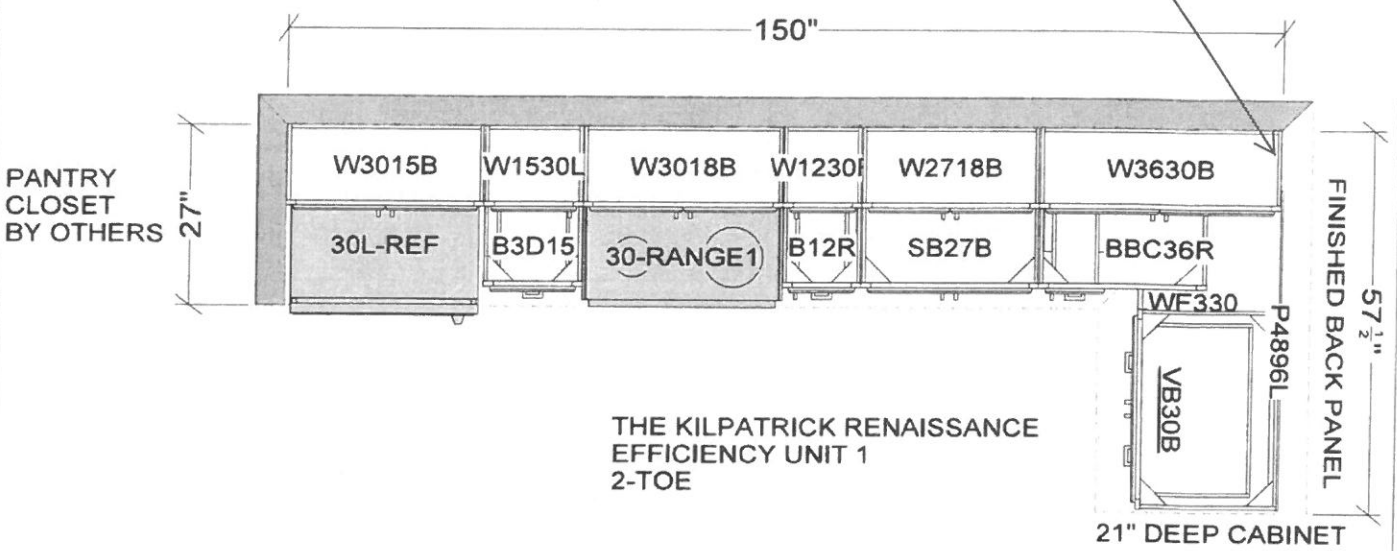 150"
PANTRY
CLOSET
BY OTHERS
27"
W3015B
W1530L
W3018B
W1230
W2718B
W3630B
30L-REF
B3D15
30-RANGE1
B12R
SB27B
BBC36R
WF330
P4896L
VB30B
FINISHED BACK PANEL
57 1/2"
THE KILPATRICK RENAISSANCE
EFFICIENCY UNIT 1
2-TOE
21" DEEP CABINET